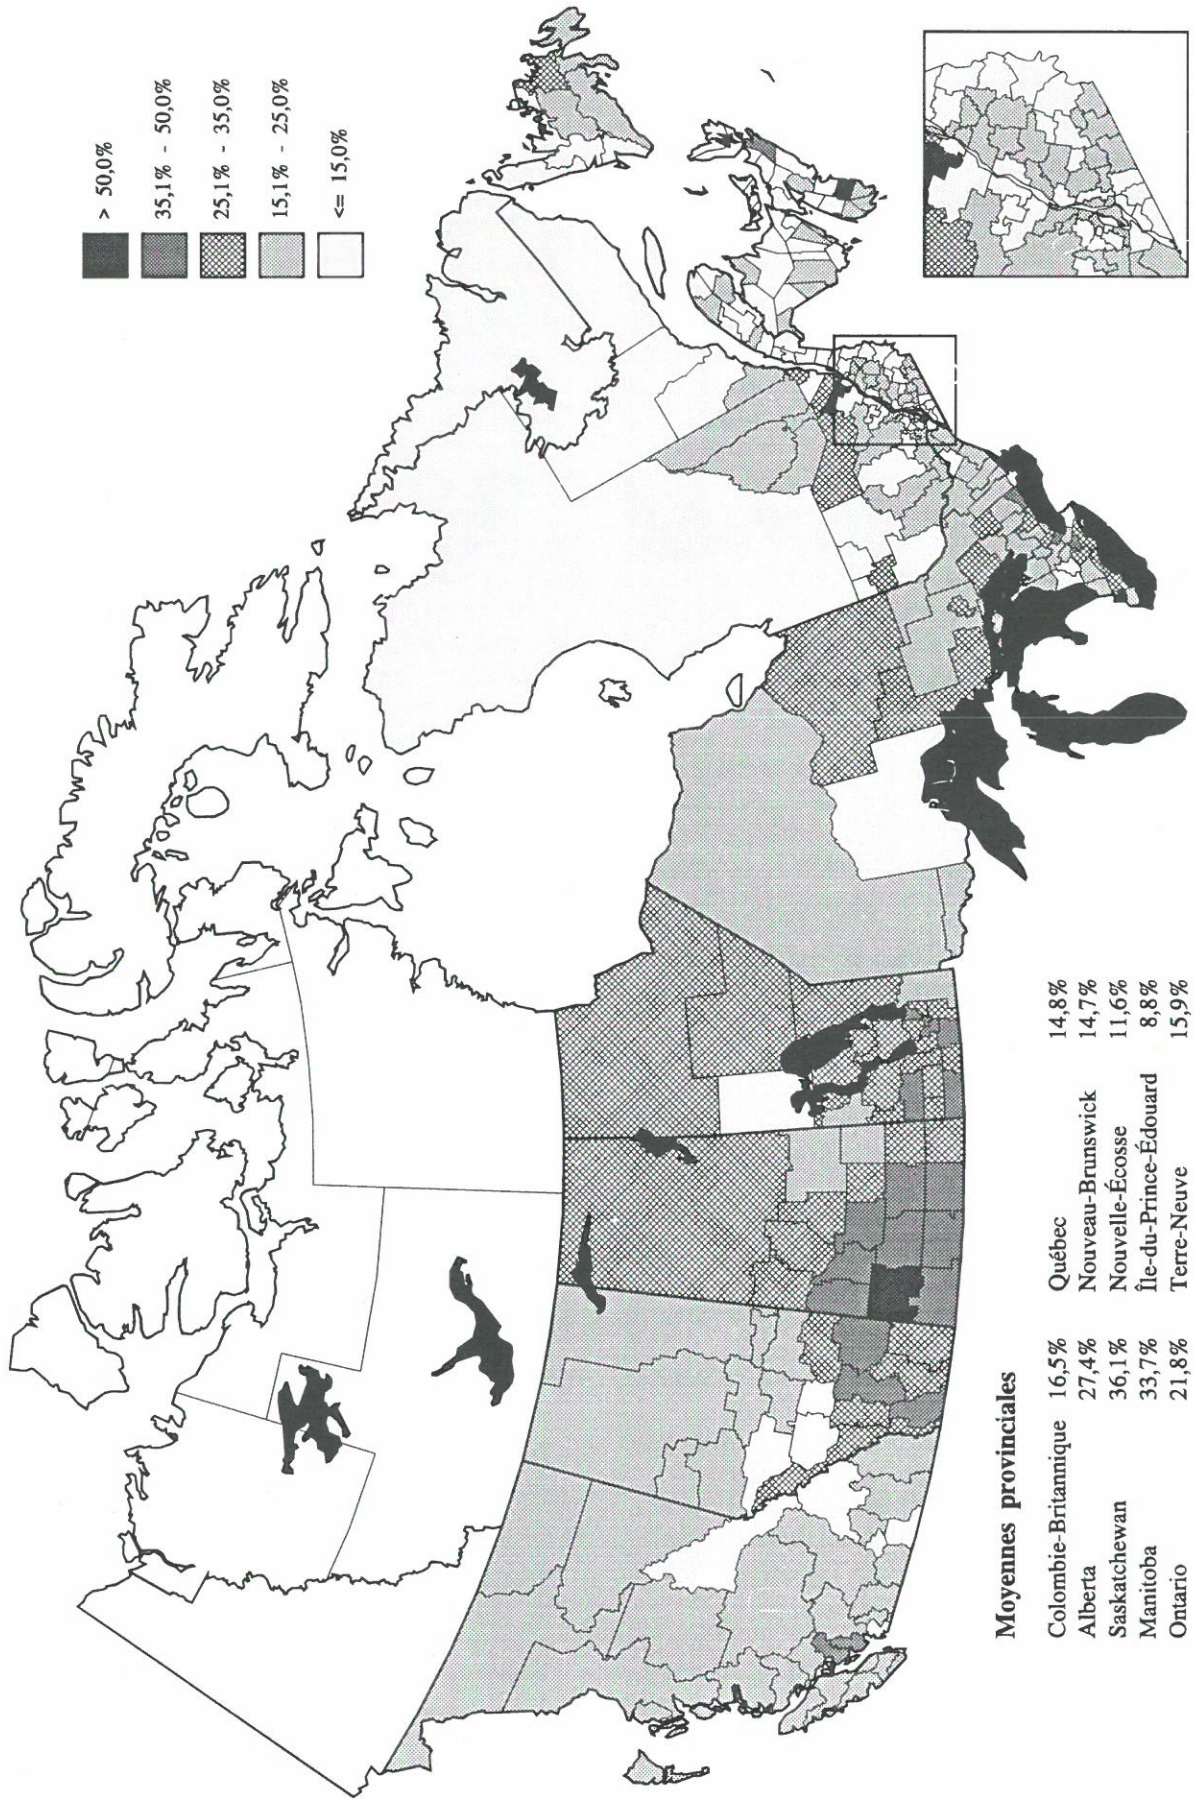 > 50,0%
35,1% - 50,0%
25,1% - 35,0%
15,1% - 25,0%
<= 15,0%
Moyennes provinciales
Colombie-Britannique 16,5% Québec 14,8%
Alberta 27,4% Nouveau-Brunswick 14,7%
Saskatchewan 36,1% Nouvelle-Écosse 11,6%
Manitoba 33,7% Île-du-Prince-Édouard 8,8%
Ontario 21,8% Terre-Neuve 15,9%